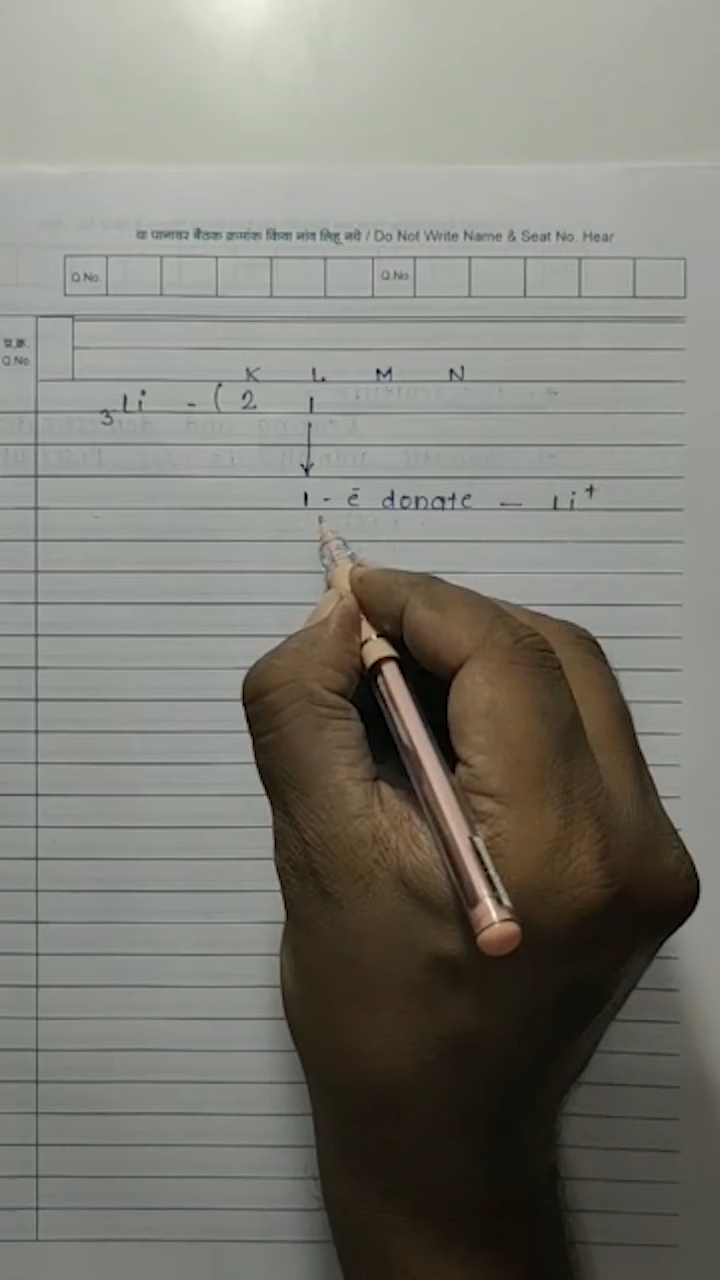 या पानावर बैठक क्रमांक किंवा नांव लिहू नये / Do Not Write Name & Seat No. Hear
Q.No. Q.No.
प्र.क्र.
Q.No.
K L M N
₃Li - ( 2 1
1 - ē donate - Li⁺